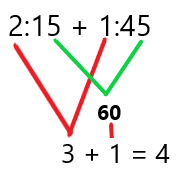 2:15 + 1:45
60
3 + 1 = 4